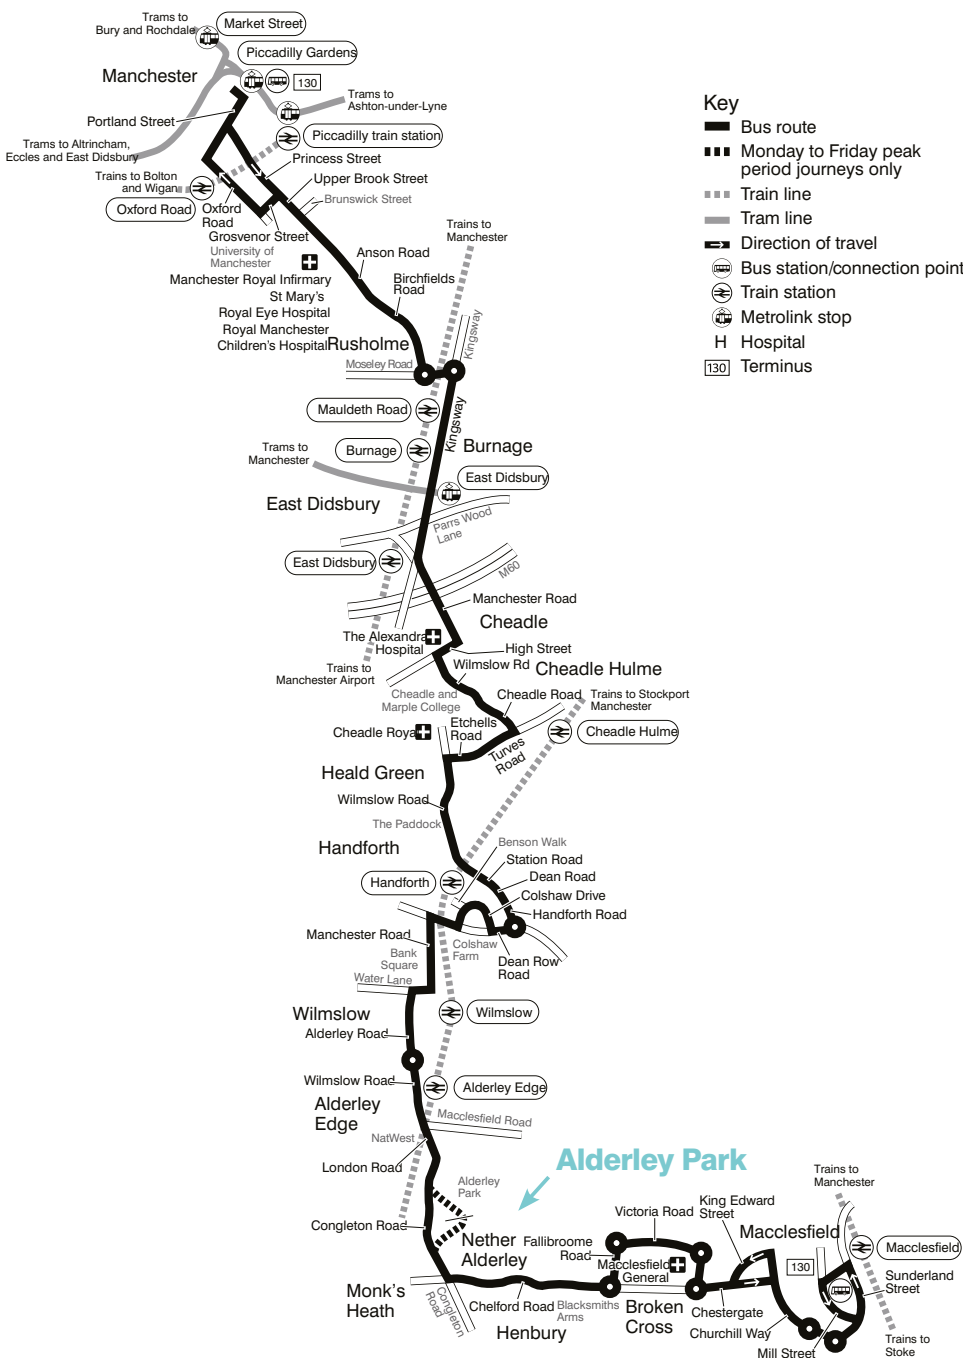 Trams to
Bury and Rochdale
Market Street
Piccadilly Gardens
Manchester
130
Trams to
Ashton-under-Lyne
Portland Street
Piccadilly train station
Trams to Altrincham,
Eccles and East Didsbury
Princess Street
Trains to Bolton
and Wigan
Upper Brook Street
Brunswick Street
Oxford Road
Oxford
Road
Grosvenor Street
University of
Manchester
Trains to
Manchester
Anson Road
Manchester Royal Infirmary
Birchfields
Road
St Mary's
Royal Eye Hospital
Royal Manchester
Children's Hospital
Rusholme
Kingsway
Moseley Road
Mauldeth Road
Kingsway
Burnage
Burnage
Trams to
Manchester
East Didsbury
East Didsbury
Parrs Wood
Lane
East Didsbury
M60
Manchester Road
Cheadle
The Alexandra
Hospital
High Street
Wilmslow Rd
Cheadle Hulme
Trains to
Manchester Airport
Cheadle and
Marple College
Cheadle Road
Trains to Stockport
Manchester
Cheadle Royal
Etchells
Road
Turves
Road
Cheadle Hulme
Heald Green
Wilmslow Road
The Paddock
Handforth
Benson Walk
Station Road
Dean Road
Handforth
Colshaw Drive
Handforth Road
Manchester Road
Bank
Square
Colshaw
Farm
Dean Row
Road
Water Lane
Wilmslow
Wilmslow
Alderley Road
Wilmslow Road
Alderley Edge
Alderley
Edge
Macclesfield Road
NatWest
London Road
Alderley Park
Alderley
Park
Congleton Road
Nether
Alderley
Monk's
Heath
Congleton
Road
Chelford Road
Henbury
Blacksmiths
Arms
Fallibroome
Road
Victoria Road
King Edward
Street
Macclesfield
General
Broken
Cross
Chestergate
Churchill Way
Mill Street
Macclesfield
130
Trains to
Manchester
Macclesfield
Sunderland
Street
Trains to
Stoke
Key
Bus route
Monday to Friday peak
period journeys only
Train line
Tram line
Direction of travel
Bus station/connection point
Train station
Metrolink stop
H Hospital
130 Terminus